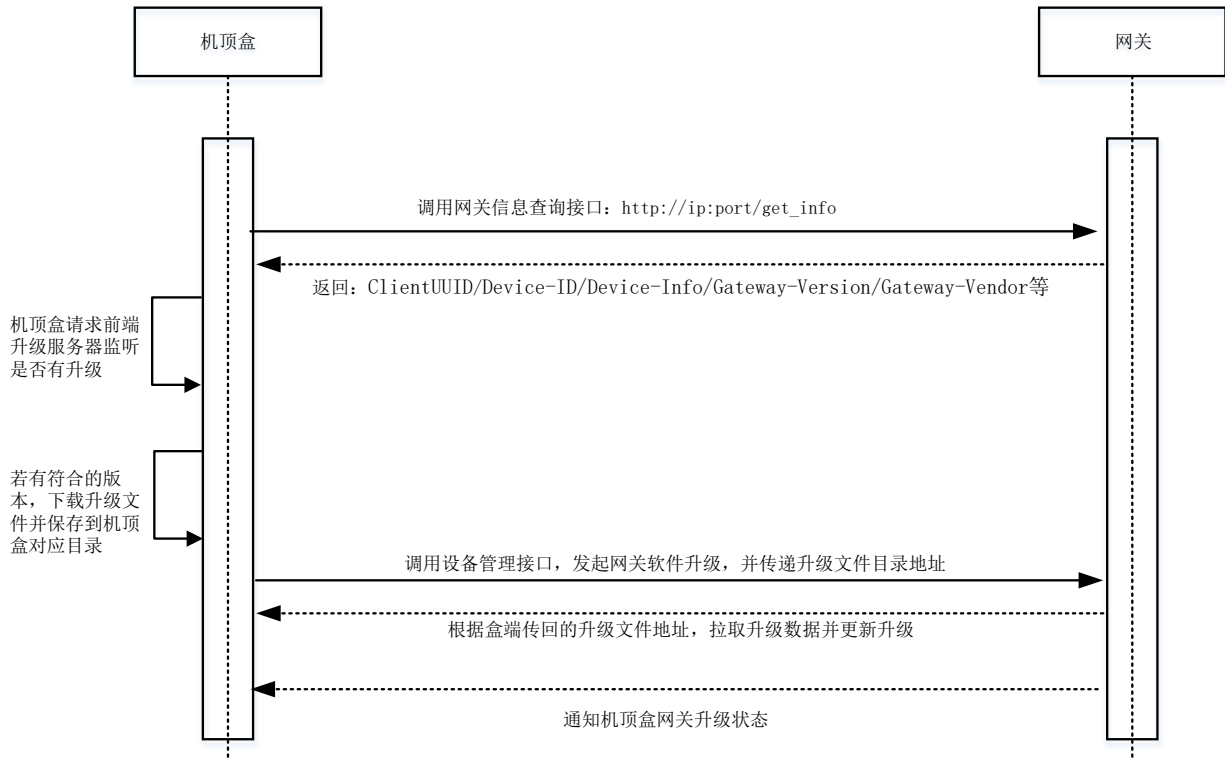 机顶盒
网关
调用网关信息查询接口：http://ip:port/get_info
返回：ClientUUID/Device-ID/Device-Info/Gateway-Version/Gateway-Vendor等
机顶盒请求前端
升级服务器监听
是否有升级
若有符合的版
本，下载升级文
件并保存到机顶
盒对应目录
调用设备管理接口，发起网关软件升级，并传递升级文件目录地址
根据盒端传回的升级文件地址，拉取升级数据并更新升级
通知机顶盒网关升级状态